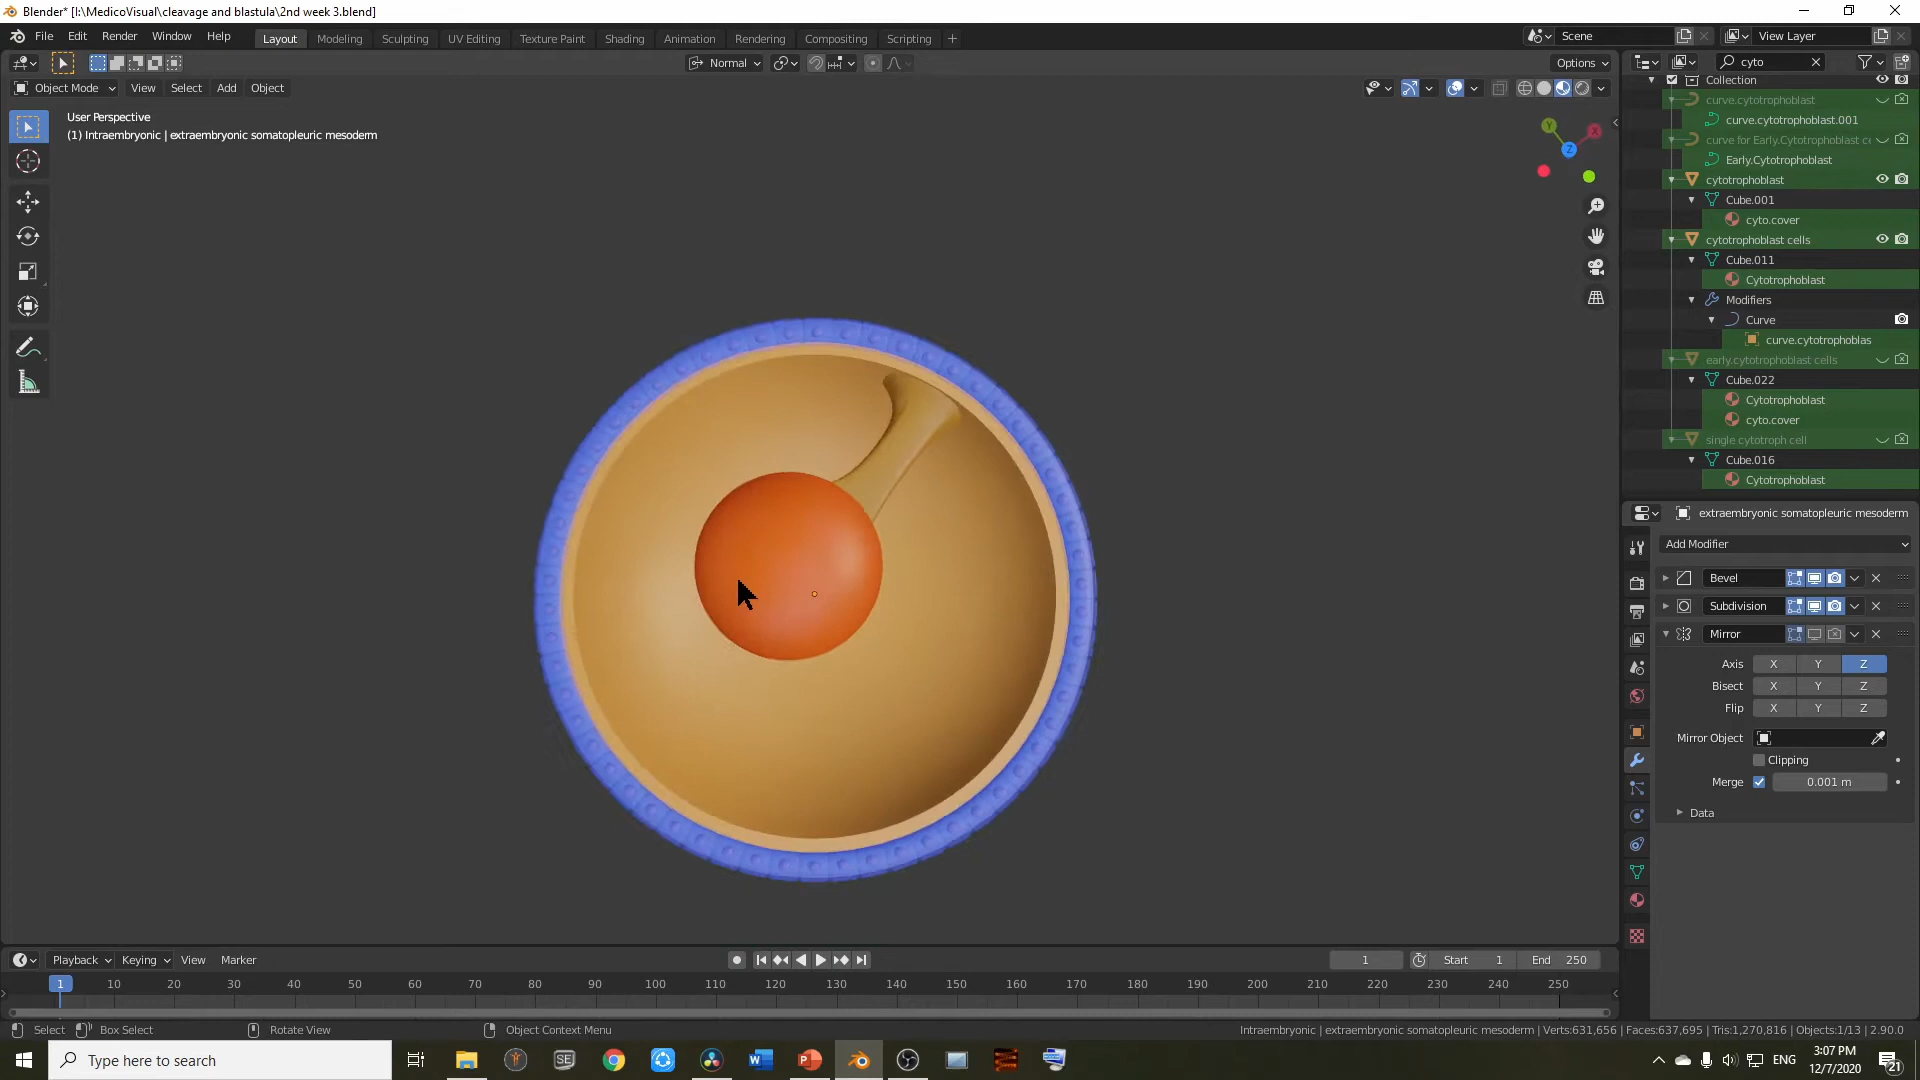 Blender* [I:\MedicoVisual\cleavage and blastula\2nd week 3.blend]
File Edit Render Window Help
Layout Modeling Sculpting UV Editing Texture Paint Shading Animation Rendering Compositing Scripting
Scene
View Layer
Normal
Options
cyto
Object Mode View Select Add Object
User Perspective
(1) Intraembryonic | extraembryonic somatopleuric mesoderm
Y
X
Z
Collection
curve.cytotrophoblast
curve.cytotrophoblast.001
curve for Early.Cytotrophoblast ce
Early.Cytotrophoblast
cytotrophoblast
Cube.001
cyto.cover
cytotrophoblast cells
Cube.011
Cytotrophoblast
Modifiers
Curve
curve.cytotrophoblas
early.cytotrophoblast cells
Cube.022
Cytotrophoblast
cyto.cover
single cytotroph cell
Cube.016
Cytotrophoblast
extraembryonic somatopleuric mesoderm
Add Modifier
Bevel
Subdivision
Mirror
Axis X Y Z
Bisect X Y Z
Flip X Y Z
Mirror Object
Clipping
Merge 0.001 m
Data
Playback Keying View Marker
1 Start 1 End 250
1 10 20 30 40 50 60 70 80 90 100 110 120 130 140 150 160 170 180 190 200 210 220 230 240 250
Select Box Select Rotate View Object Context Menu
Intraembryonic | extraembryonic somatopleuric mesoderm | Verts:631,656 | Faces:637,695 | Tris:1,270,816 | Objects:1/13 | 2.90.0
Type here to search
SE
ENG
3:07 PM
12/7/2020
21